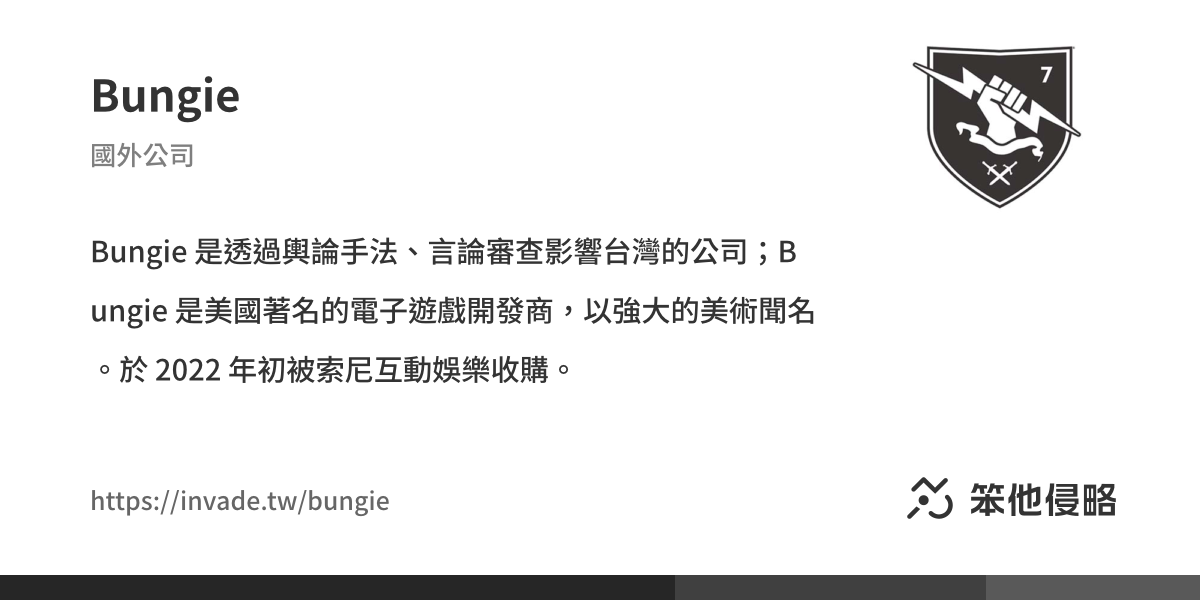 Bungie
7
國外公司
Bungie 是透過輿論手法、言論審查影響台灣的公司；B
ungie 是美國著名的電子遊戲開發商，以強大的美術聞名
。於 2022 年初被索尼互動娛樂收購。
https://invade.tw/bungie
笨他侵略